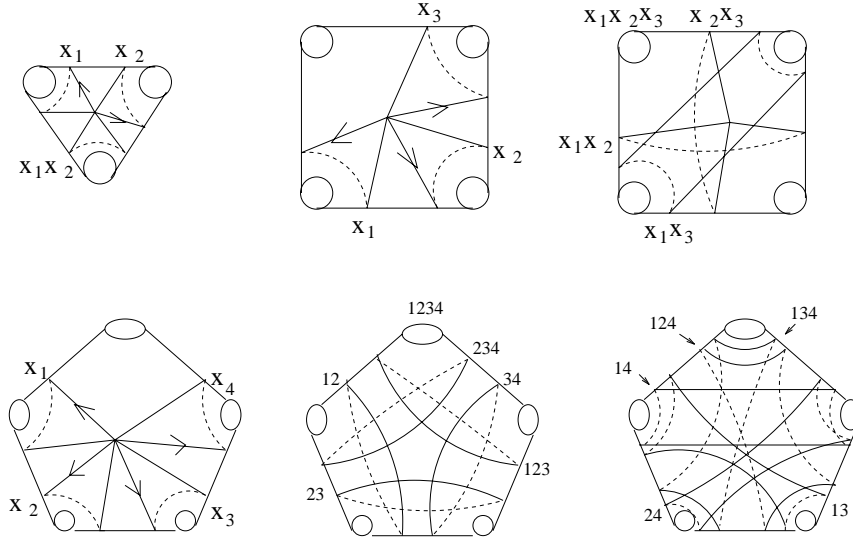 x₁ x₂
x₁x₂
x₃
x₂
x₁
x₁x₂x₃ x₂x₃
x₁x₂
x₁x₃
x₁
x₄
x₂
x₃
1234
234
12
34
123
23
124
134
14
24
13